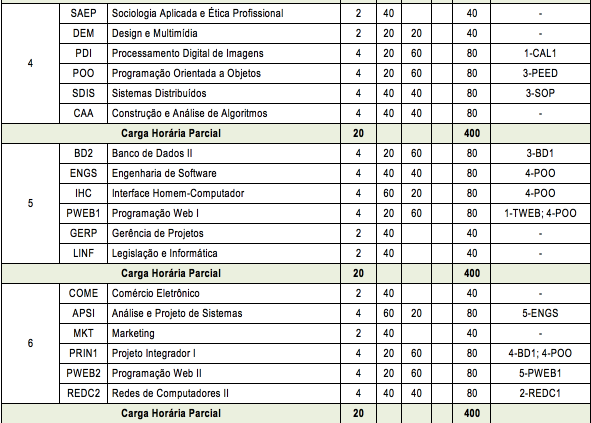 SAEP Sociologia Aplicada e Ética Profissional 2 40 40 -
DEM Design e Multimídia 2 20 20 40 -
4 PDI Processamento Digital de Imagens 4 20 60 80 1-CAL1
POO Programação Orientada a Objetos 4 20 60 80 3-PEED
SDIS Sistemas Distribuídos 4 40 40 80 3-SOP
CAA Construção e Análise de Algoritmos 4 40 40 80 -
Carga Horária Parcial 20 400
BD2 Banco de Dados II 4 20 60 80 3-BD1
ENGS Engenharia de Software 4 40 40 80 4-POO
5 IHC Interface Homem-Computador 4 60 20 80 4-POO
PWEB1 Programação Web I 4 20 60 80 1-TWEB; 4-POO
GERP Gerência de Projetos 2 40 40 -
LINF Legislação e Informática 2 40 40 -
Carga Horária Parcial 20 400
COME Comércio Eletrônico 2 40 40 -
APSI Análise e Projeto de Sistemas 4 60 20 80 5-ENGS
6 MKT Marketing 2 40 40 -
PRIN1 Projeto Integrador I 4 20 60 80 4-BD1; 4-POO
PWEB2 Programação Web II 4 20 60 80 5-PWEB1
REDC2 Redes de Computadores II 4 40 40 80 2-REDC1
Carga Horária Parcial 20 400